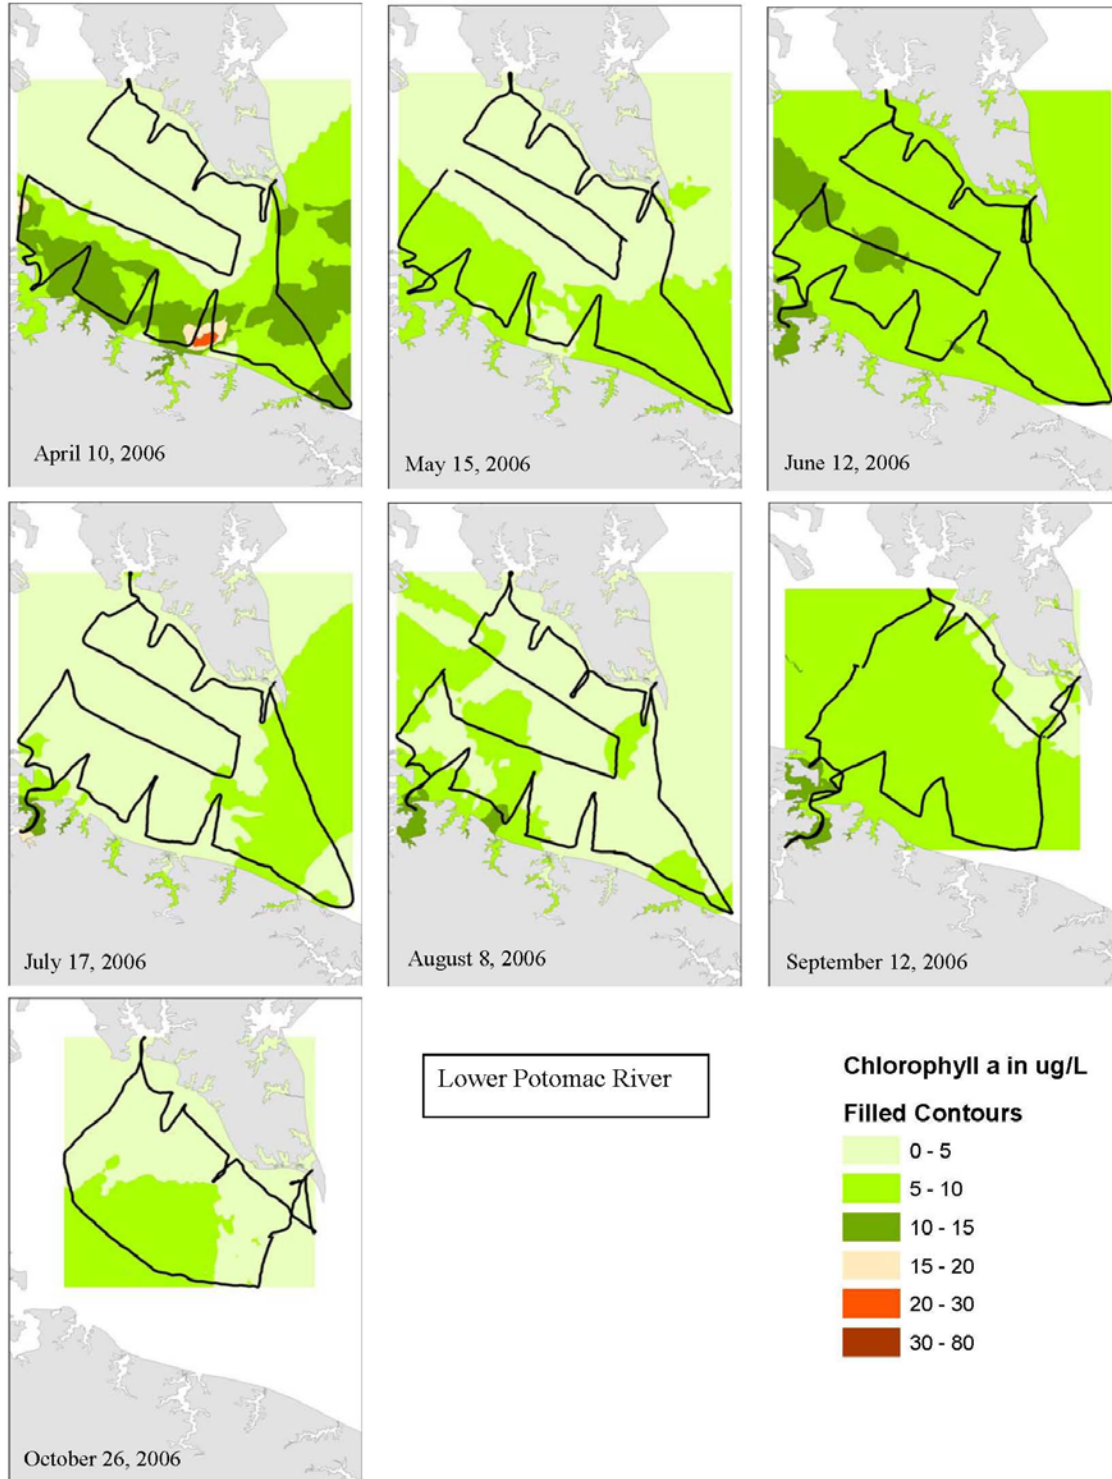 April 10, 2006
May 15, 2006
June 12, 2006
July 17, 2006
August 8, 2006
September 12, 2006
October 26, 2006
Lower Potomac River
Chlorophyll a in ug/L
Filled Contours
0 - 5
5 - 10
10 - 15
15 - 20
20 - 30
30 - 80